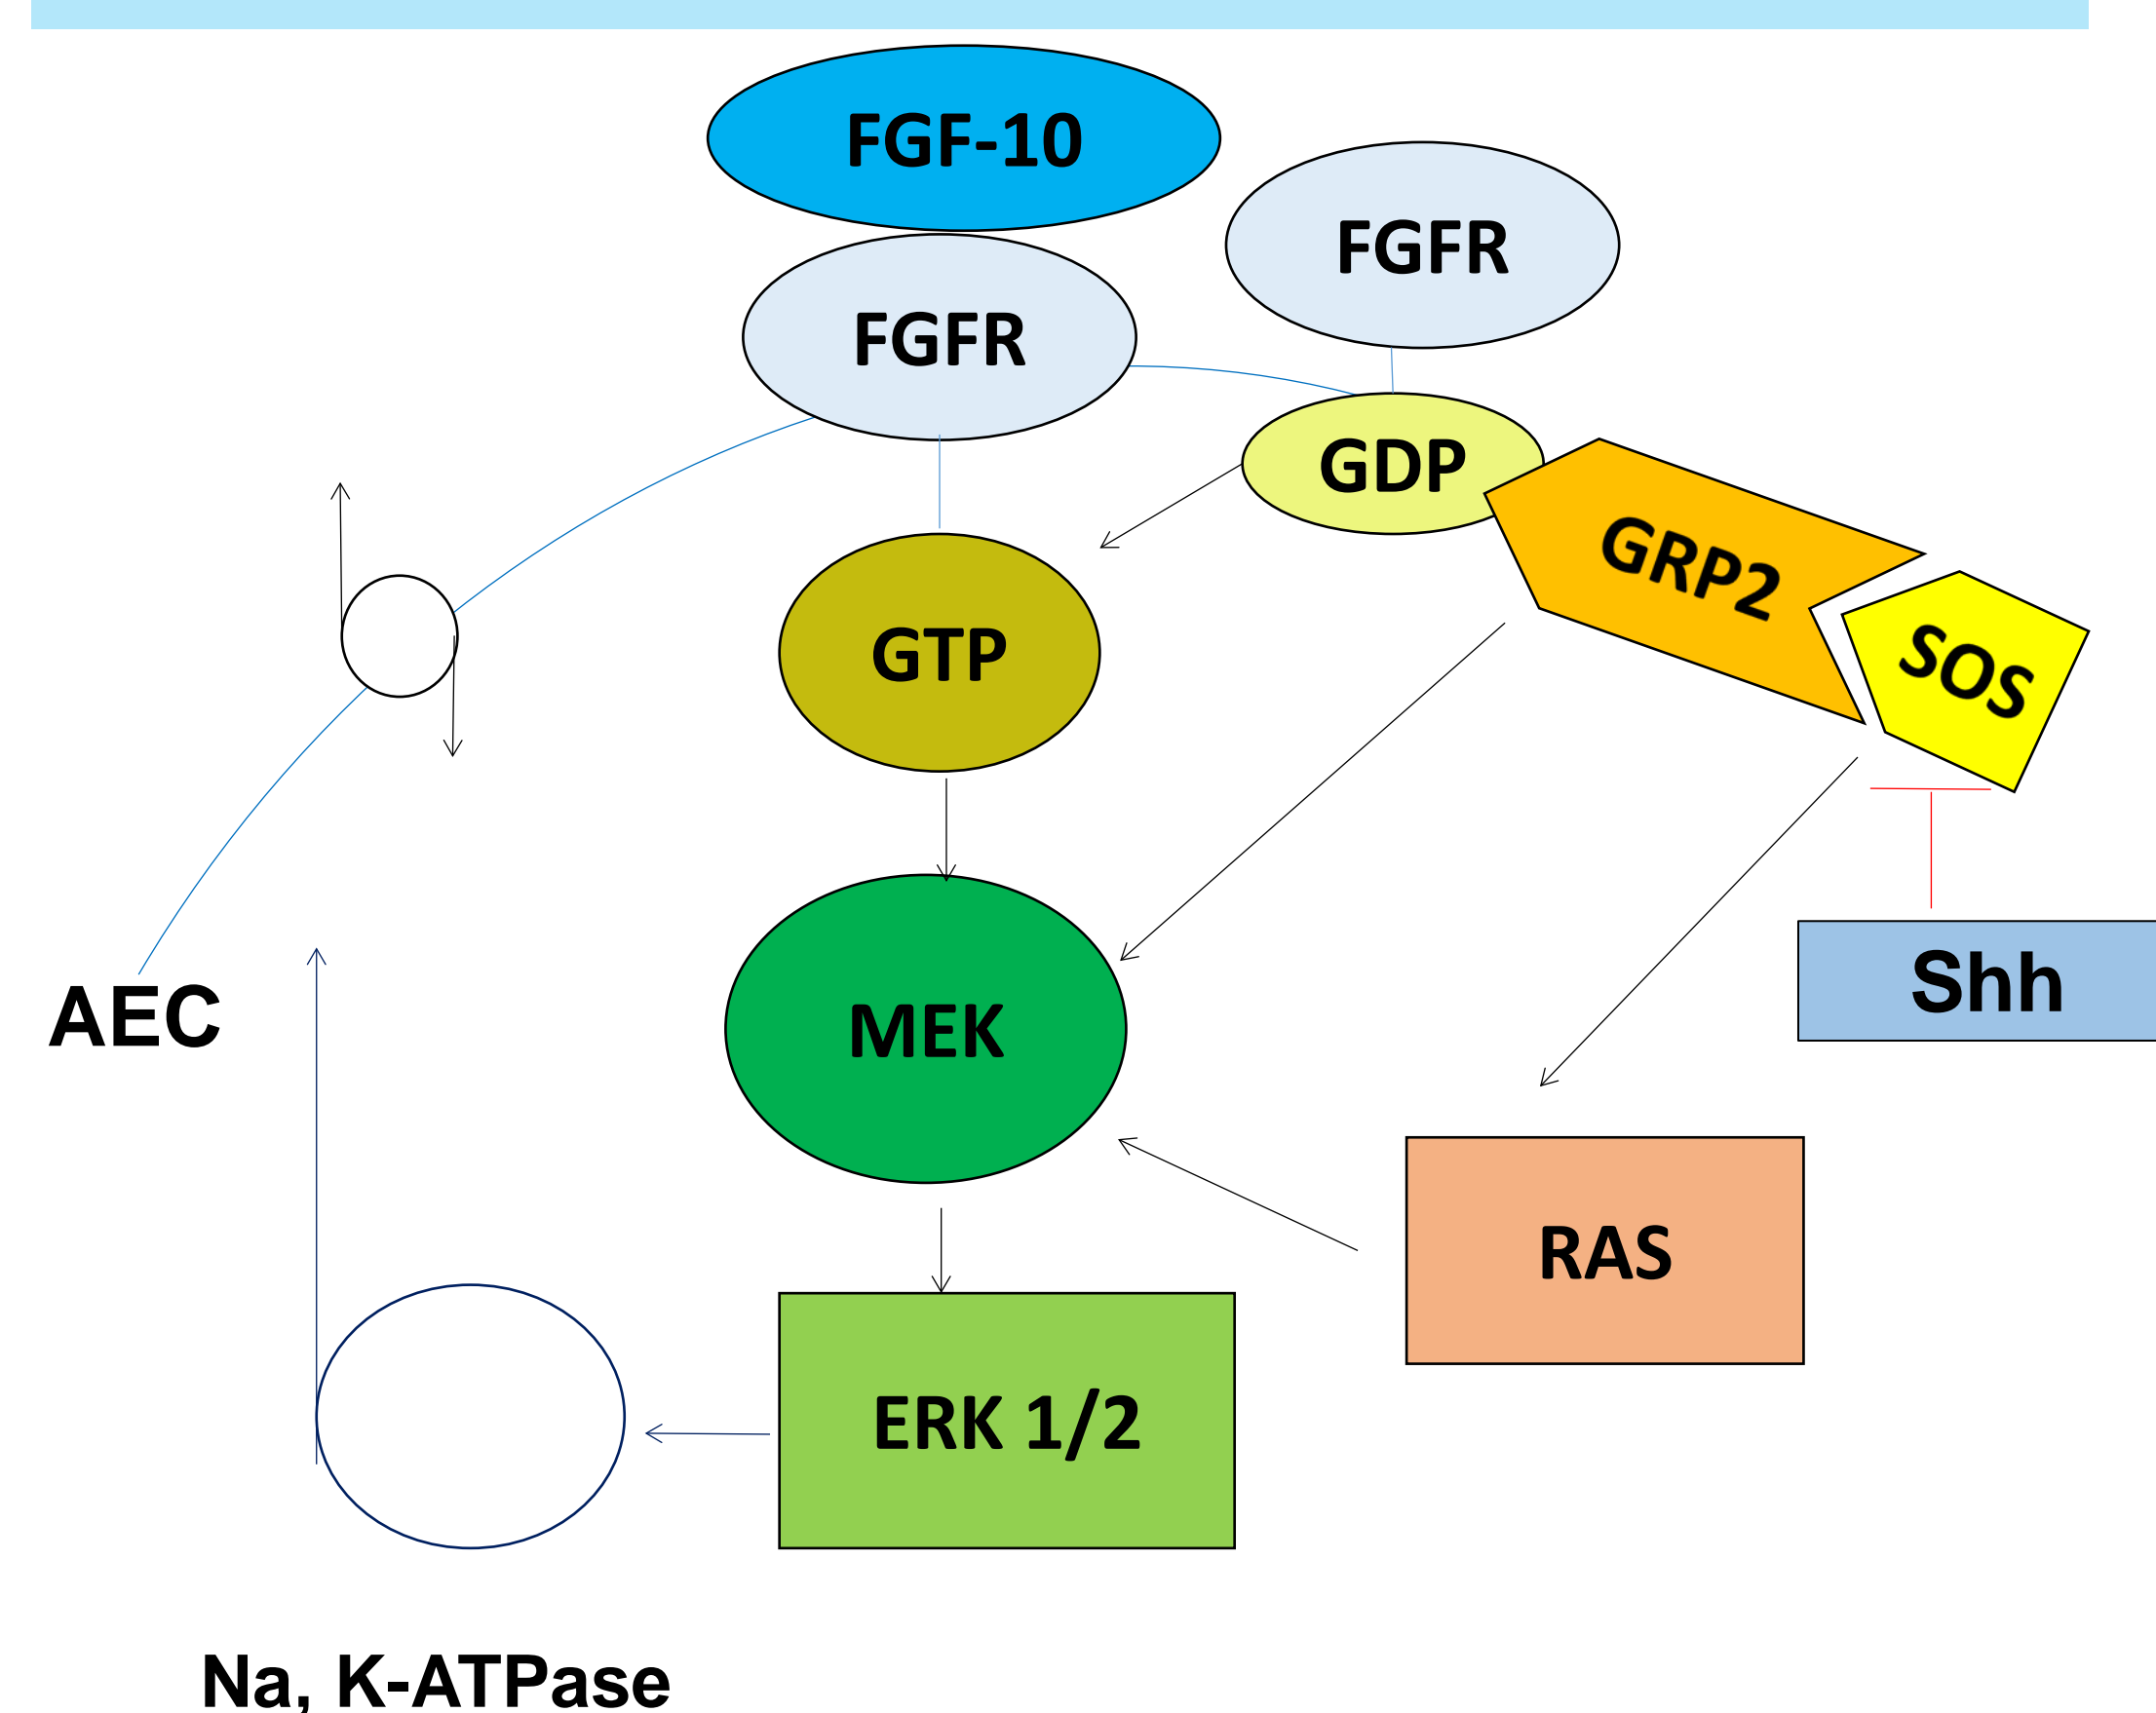 FGF-10
FGFR
FGFR
GDP
GRP2
SOS
GTP
Shh
AEC
MEK
RAS
ERK 1/2
Na, K-ATPase